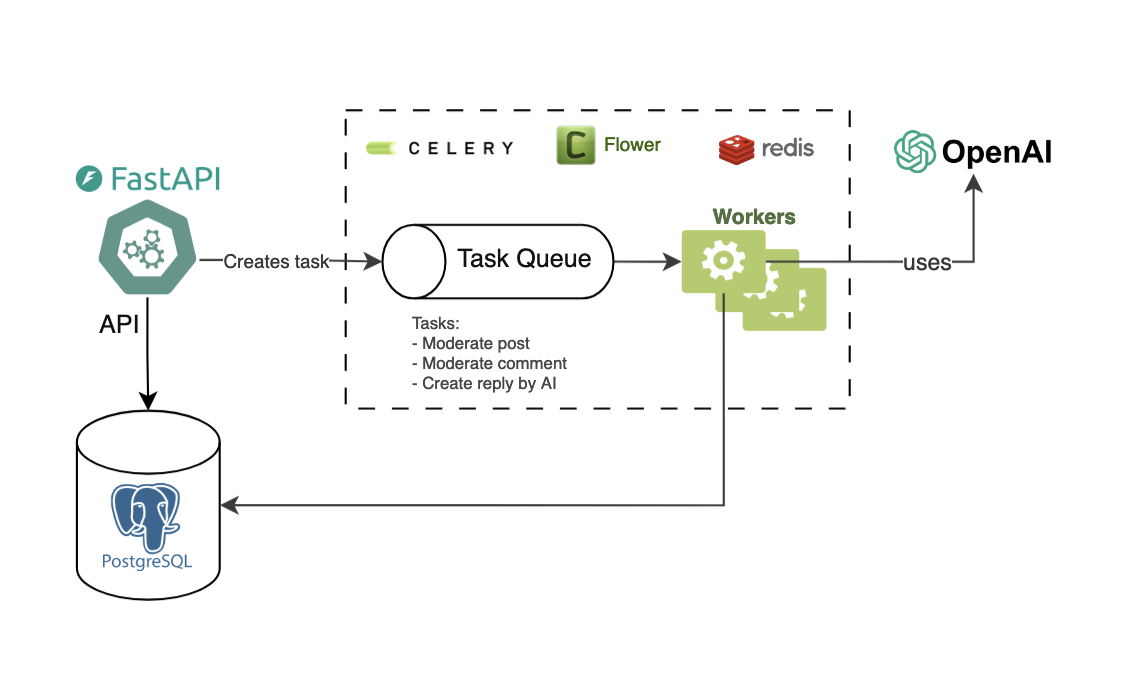 CELERY
Flower
redis
OpenAI
FastAPI
Workers
Creates task
Task Queue
uses
API
Tasks:
- Moderate post
- Moderate comment
- Create reply by AI
PostgreSQL